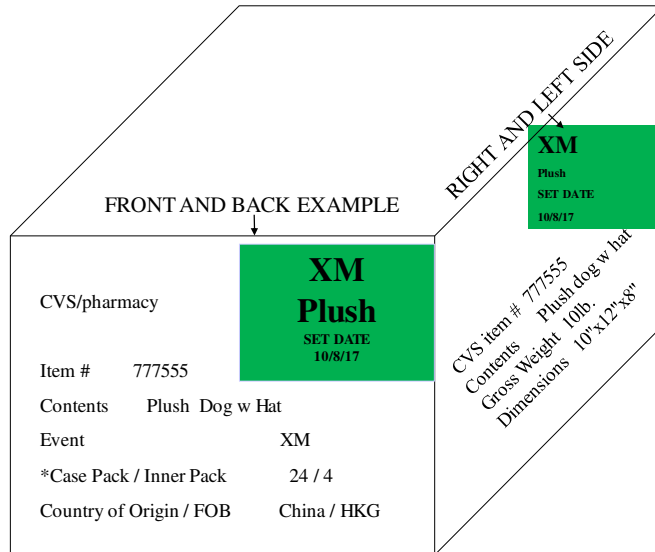 RIGHT AND LEFT SIDE
XM
Plush
SET DATE
10/8/17
FRONT AND BACK EXAMPLE
XM
Plush
SET DATE
10/8/17
CVS/pharmacy
Item # 777555
Contents Plush Dog w Hat
Event XM
*Case Pack / Inner Pack 24 / 4
Country of Origin / FOB China / HKG
CVS item # 777555
Contents Plush dog w hat
Gross Weight 10lb.
Dimensions 10"x12"x8"